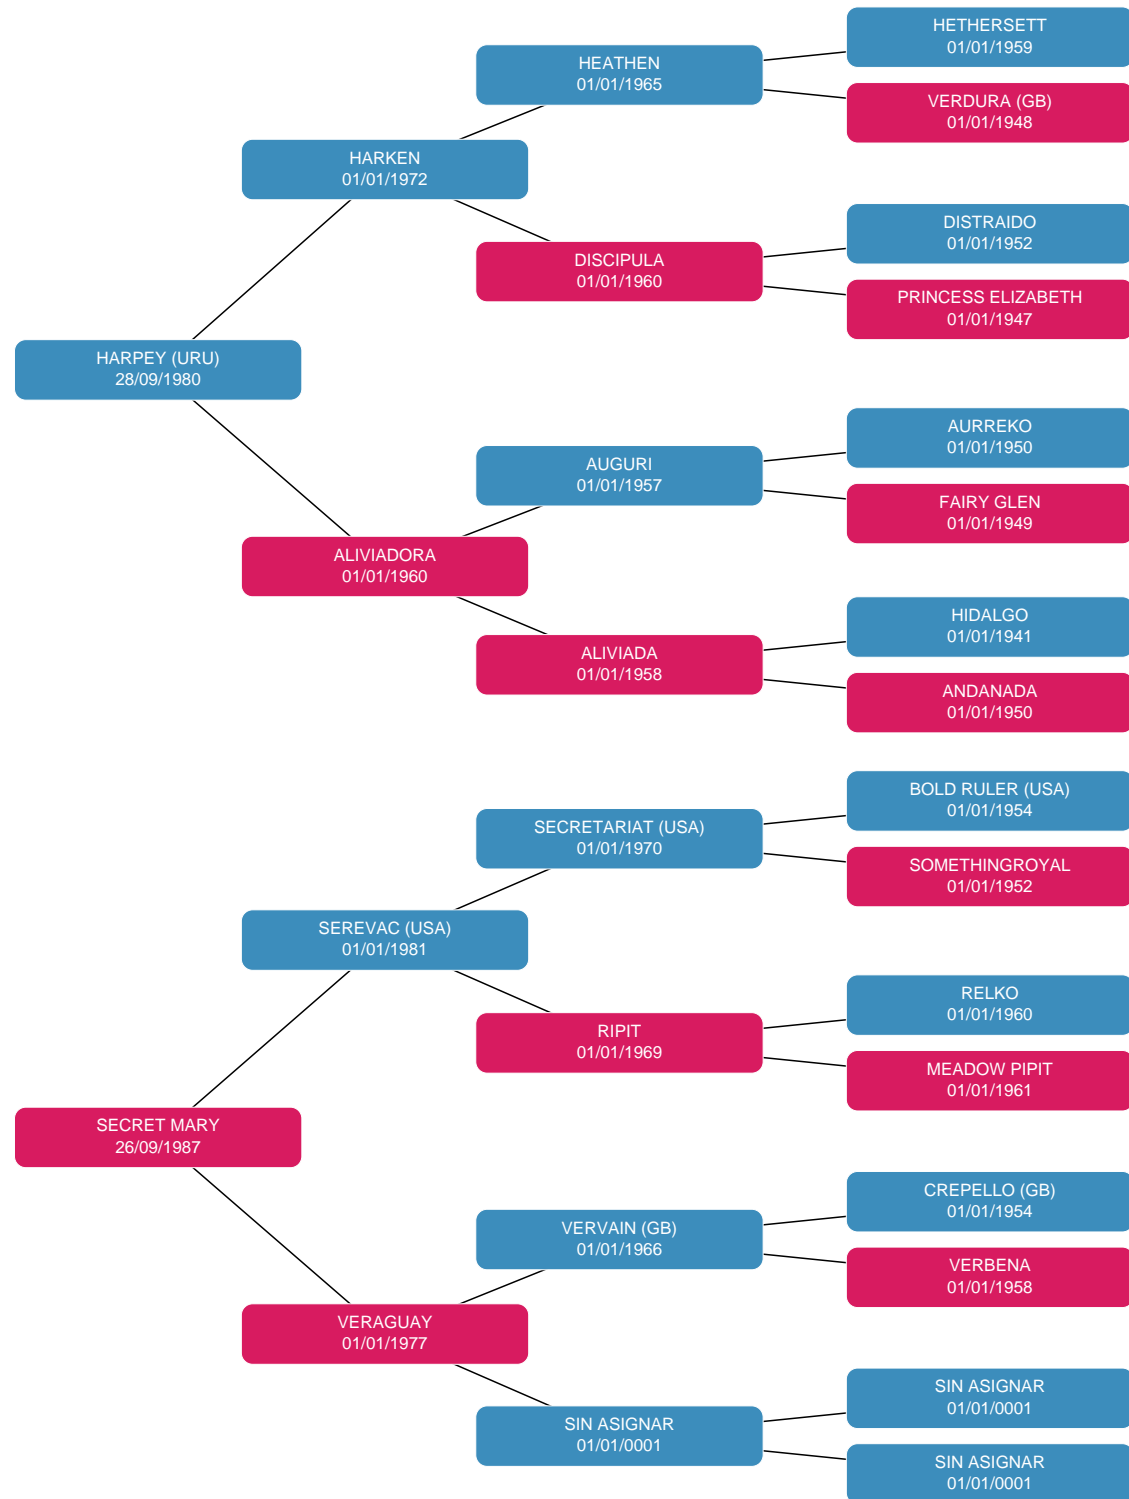 HETHERSETT
01/01/1959
HEATHEN
01/01/1965
VERDURA (GB)
01/01/1948
HARKEN
01/01/1972
DISTRAIDO
01/01/1952
DISCIPULA
01/01/1960
PRINCESS ELIZABETH
01/01/1947
HARPEY (URU)
28/09/1980
AURREKO
01/01/1950
AUGURI
01/01/1957
FAIRY GLEN
01/01/1949
ALIVIADORA
01/01/1960
HIDALGO
01/01/1941
ALIVIADA
01/01/1958
ANDANADA
01/01/1950
BOLD RULER (USA)
01/01/1954
SECRETARIAT (USA)
01/01/1970
SOMETHINGROYAL
01/01/1952
SEREVAC (USA)
01/01/1981
RELKO
01/01/1960
RIPIT
01/01/1969
MEADOW PIPIT
01/01/1961
SECRET MARY
26/09/1987
CREPELLO (GB)
01/01/1954
VERVAIN (GB)
01/01/1966
VERBENA
01/01/1958
VERAGUAY
01/01/1977
SIN ASIGNAR
01/01/0001
SIN ASIGNAR
01/01/0001
SIN ASIGNAR
01/01/0001